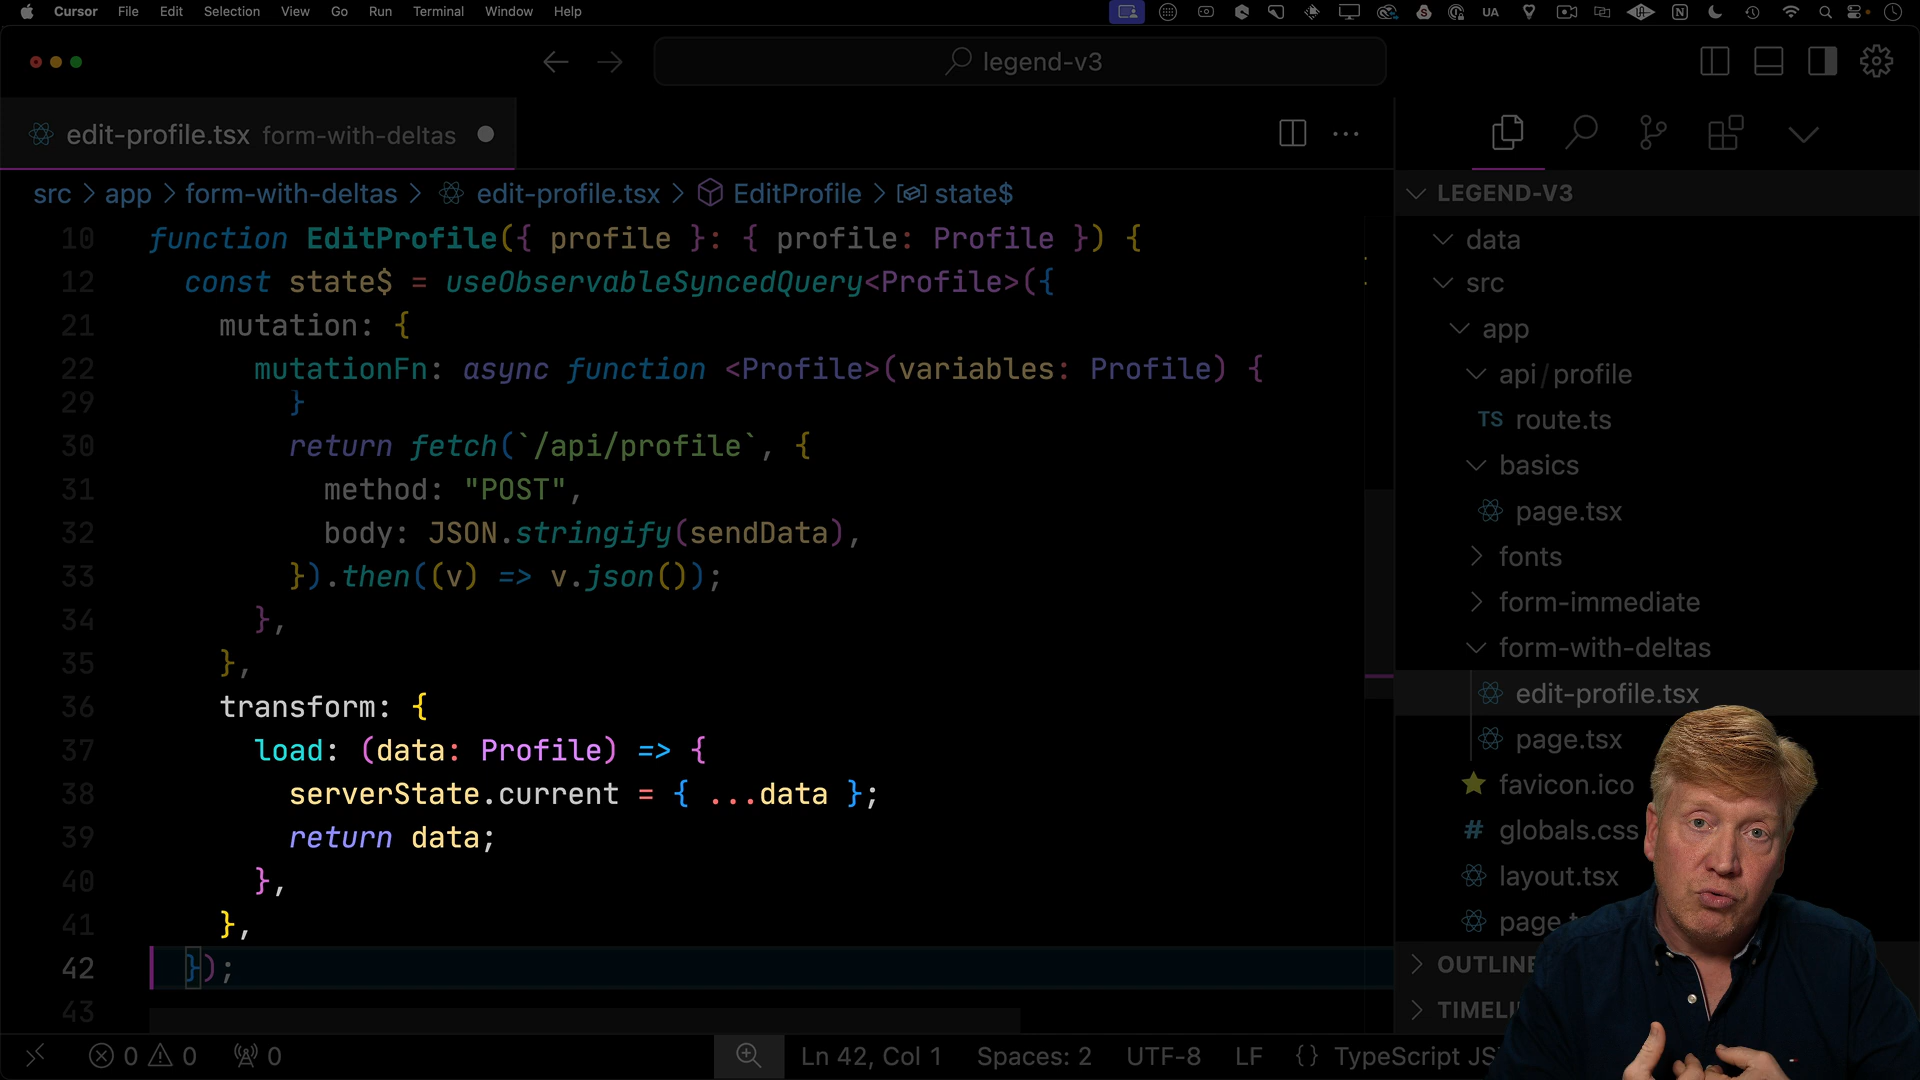 Cursor File Edit Selection View Go Run Terminal Window Help UA
legend-v3
edit-profile.tsx form-with-deltas
src > app > form-with-deltas > edit-profile.tsx > EditProfile > state$
10 function EditProfile({ profile }: { profile: Profile }) {
12 const state$ = useObservableSyncedQuery<Profile>({
21 mutation: {
22 mutationFn: async function <Profile>(variables: Profile) {
29 }
30 return fetch(`/api/profile`, {
31 method: "POST",
32 body: JSON.stringify(sendData),
33 }).then((v) => v.json());
34 },
35 },
36 transform: {
37 load: (data: Profile) => {
38 serverState.current = { ...data };
39 return data;
40 },
41 },
42 });
43
LEGEND-V3
data
src
app
api/profile
TS route.ts
basics
page.tsx
fonts
form-immediate
form-with-deltas
edit-profile.tsx
page.tsx
favicon.ico
# globals.css
layout.tsx
OUTLINE
0 0 0 Ln 42, Col 1 Spaces: 2 UTF-8 LF {} TypeScript